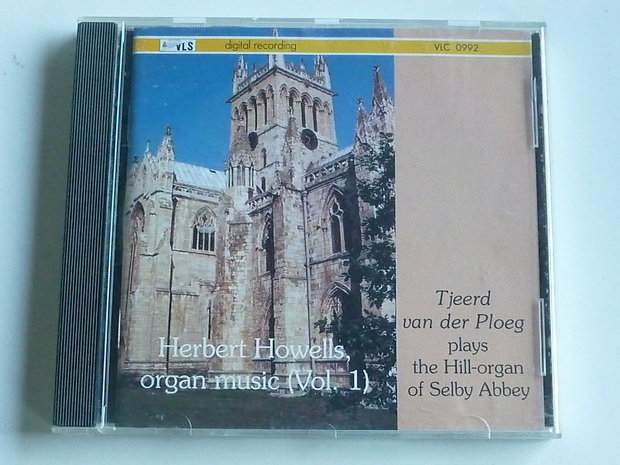 VLS digital recording VLC 0992
Herbert Howells,
organ music (Vol. 1)
Tjeerd
van der Ploeg
plays
the Hill-organ
of Selby Abbey